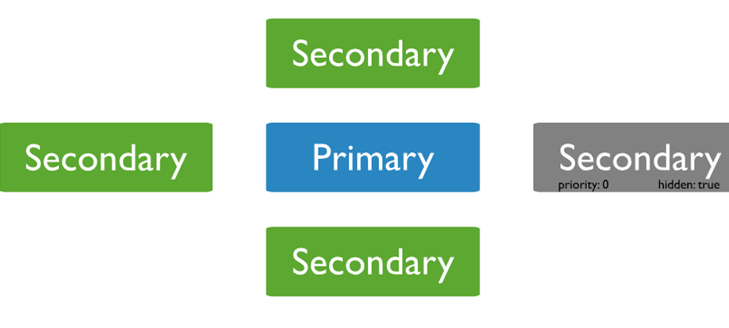 Secondary
Secondary
Primary
Secondary
priority: 0
hidden: true
Secondary